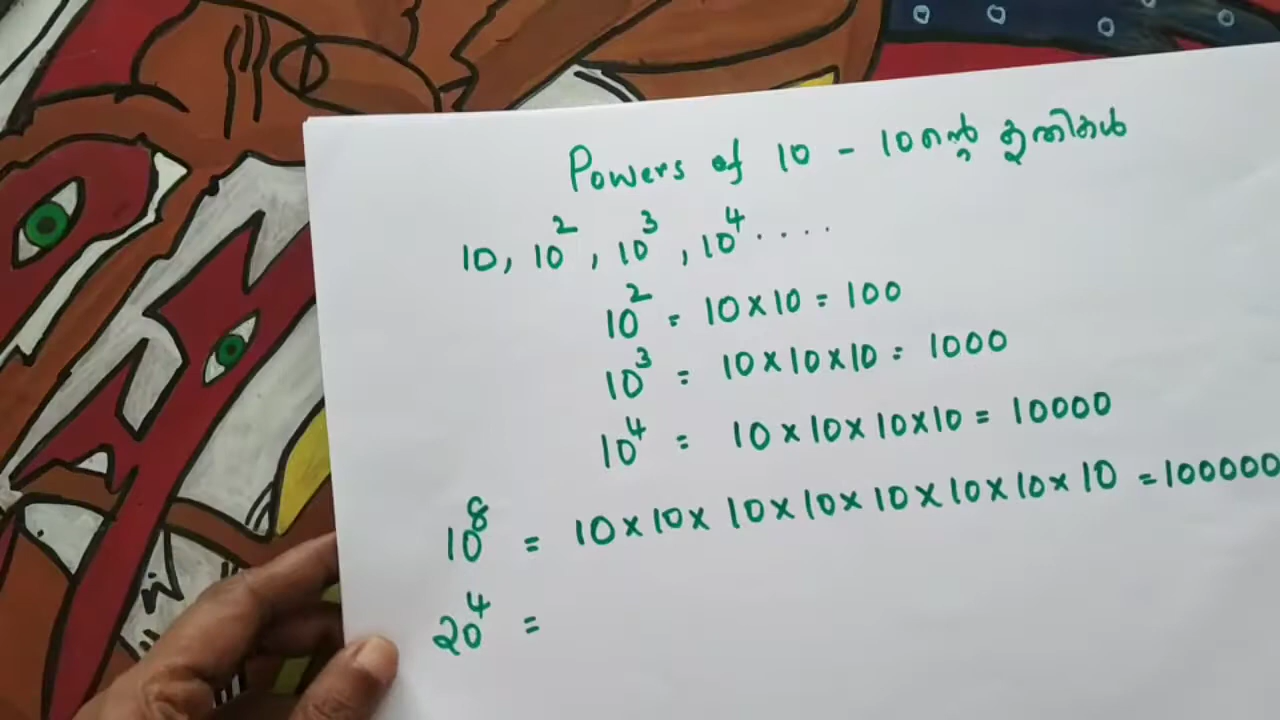 Powers of 10 - 10ന്റെ കൃതികൾ
10, 10², 10³, 10⁴ ....
10² = 10×10 = 100
10³ = 10×10×10 = 1000
10⁴ = 10×10×10×10 = 10000
10⁸ = 10×10×10×10×10×10×10×10 = 100000
20⁴ =